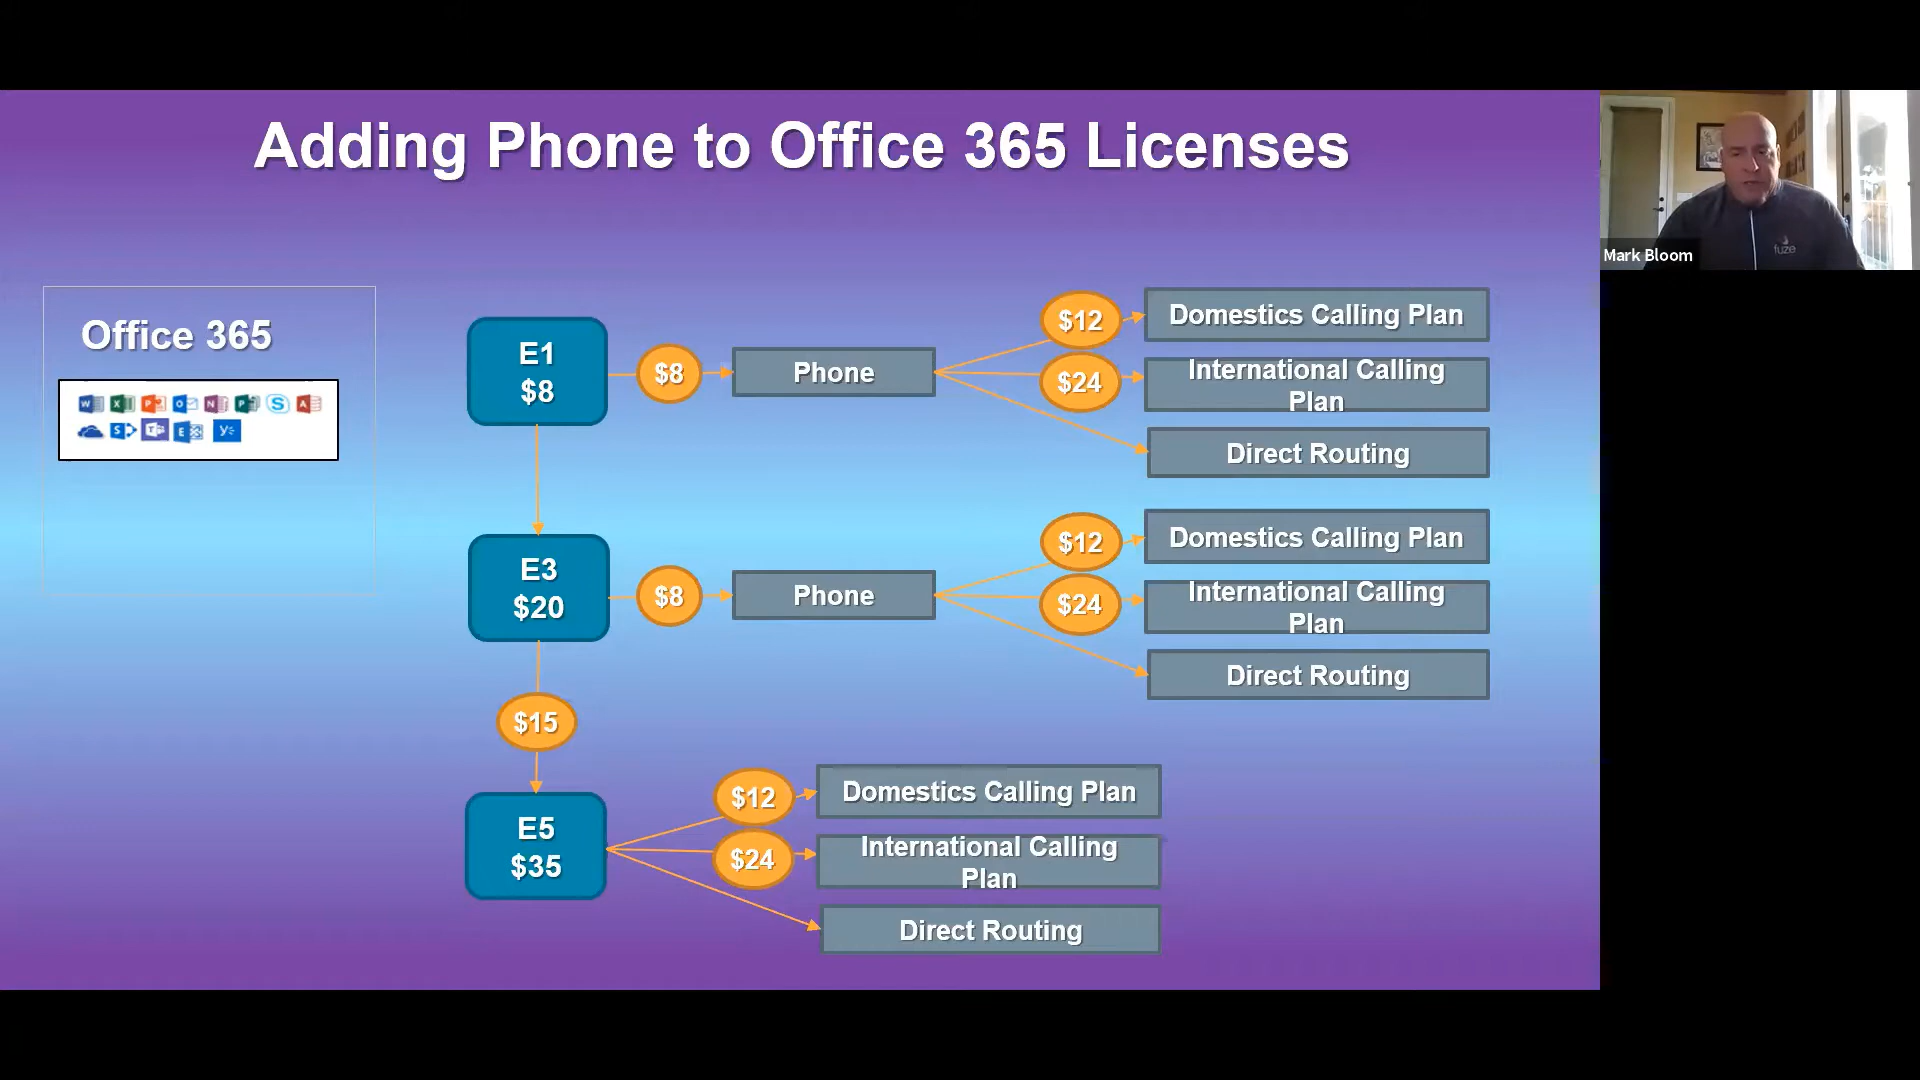 Adding Phone to Office 365 Licenses
Mark Bloom
fuze
Office 365
E1
$8
$8
Phone
$12
Domestics Calling Plan
$24
International Calling
Plan
Direct Routing
E3
$20
$8
Phone
$12
Domestics Calling Plan
$24
International Calling
Plan
Direct Routing
$15
E5
$35
$12
Domestics Calling Plan
$24
International Calling
Plan
Direct Routing